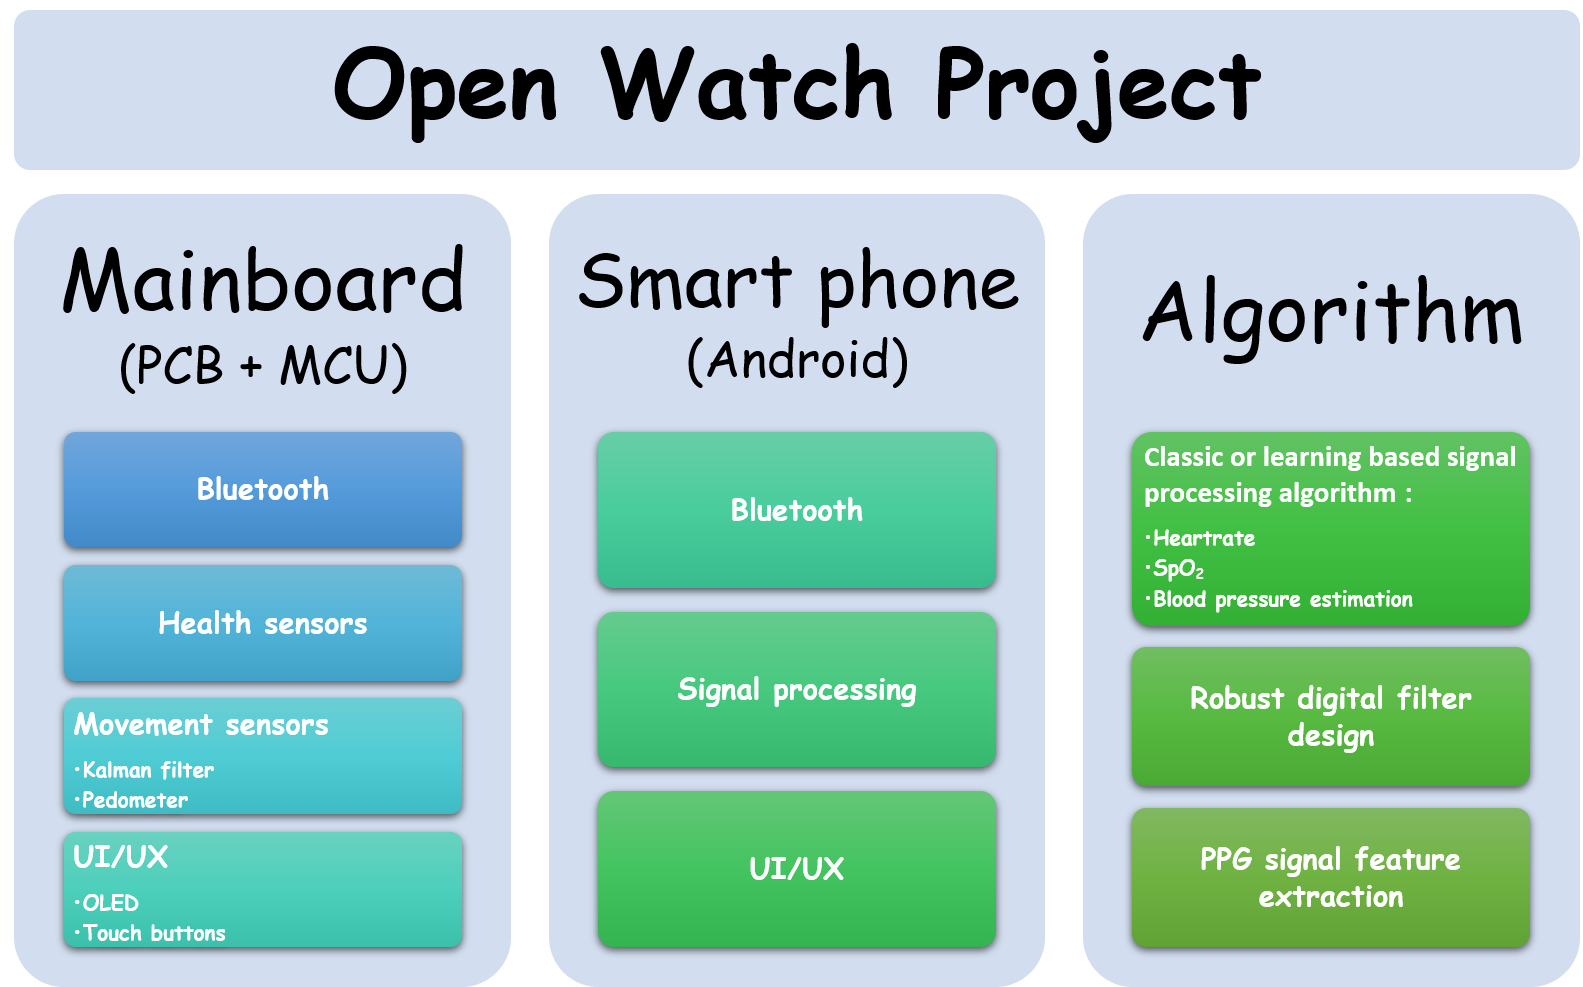 Open Watch Project
Mainboard
(PCB + MCU)
Bluetooth
Health sensors
Movement sensors
·Kalman filter
·Pedometer
UI/UX
·OLED
·Touch buttons
Smart phone
(Android)
Bluetooth
Signal processing
UI/UX
Algorithm
Classic or learning based signal
processing algorithm :
·Heartrate
·SpO₂
·Blood pressure estimation
Robust digital filter
design
PPG signal feature
extraction